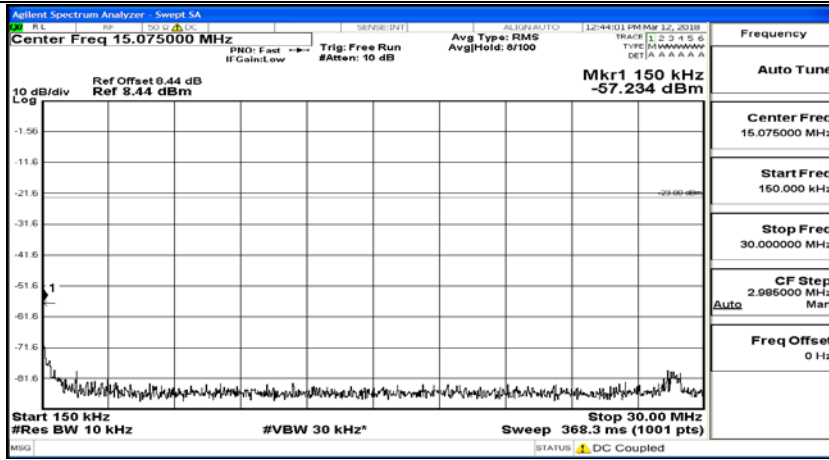 Agilent Spectrum Analyzer - Swept SA
RL RF 50 Ω DC SENSE:INT ALIGNAUTO 12:44:01 PM Mar 12, 2018
Center Freq 15.075000 MHz
PNO: Fast
IFGain:Low
Trig: Free Run
#Atten: 10 dB
Avg Type: RMS
Avg|Hold: 8/100
TRACE 1 2 3 4 5 6
TYPE M WWWWW
DET A A A A A A
Mkr1 150 kHz
-57.234 dBm
Ref Offset 8.44 dB
Ref 8.44 dBm
10 dB/div
Log
-1.56
-11.6
-21.6
-23.00 dBm
-31.6
-41.6
-51.6
1
-61.6
-71.6
-81.6
Start 150 kHz
Stop 30.00 MHz
#Res BW 10 kHz
#VBW 30 kHz*
Sweep 368.3 ms (1001 pts)
MSG
STATUS
DC Coupled
Frequency
Auto Tune
Center Freq
15.075000 MHz
Start Freq
150.000 kHz
Stop Freq
30.000000 MHz
CF Step
2.985000 MHz
Auto Man
Freq Offset
0 Hz